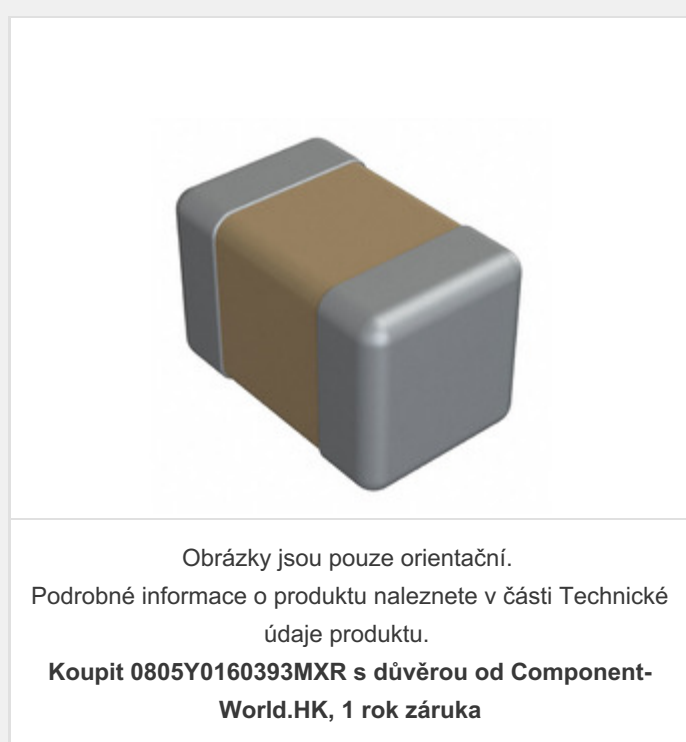 Obrázky jsou pouze orientační.
Podrobné informace o produktu naleznete v části Technické
údaje produktu.
Koupit 0805Y0160393MXR s důvěrou od Component-
World.HK, 1 rok záruka